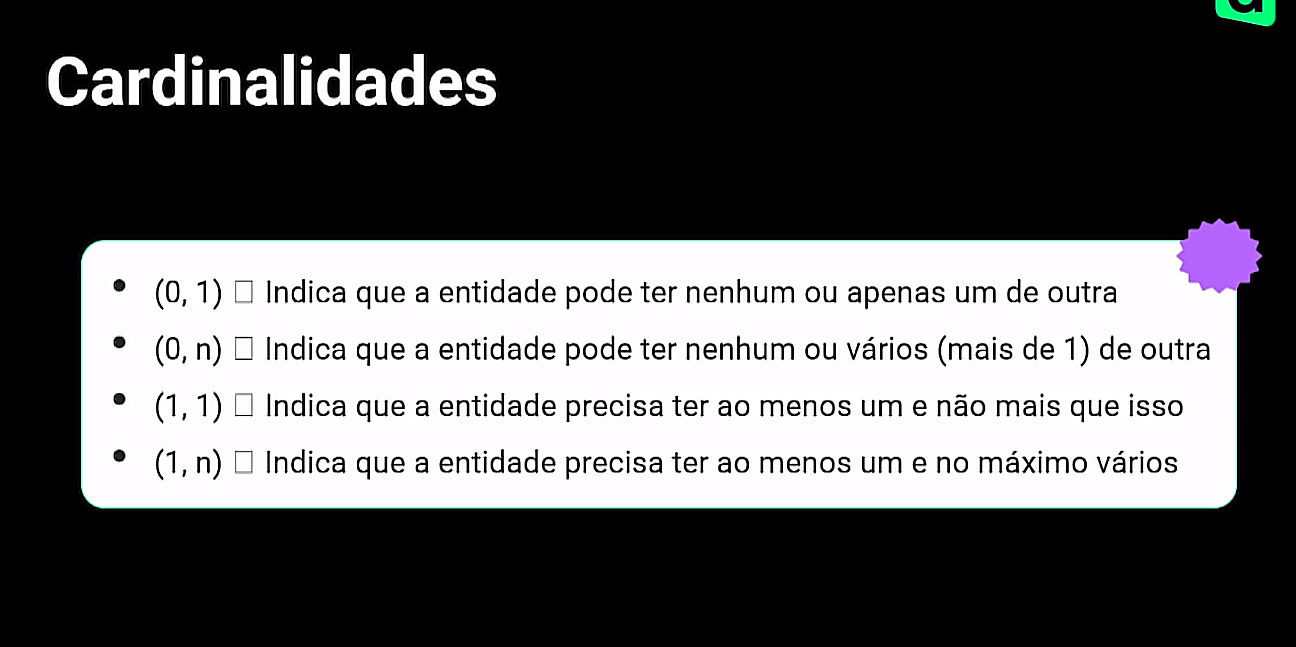 Cardinalidades
• (0, 1) □ Indica que a entidade pode ter nenhum ou apenas um de outra
• (0, n) □ Indica que a entidade pode ter nenhum ou vários (mais de 1) de outra
• (1, 1) □ Indica que a entidade precisa ter ao menos um e não mais que isso
• (1, n) □ Indica que a entidade precisa ter ao menos um e no máximo vários